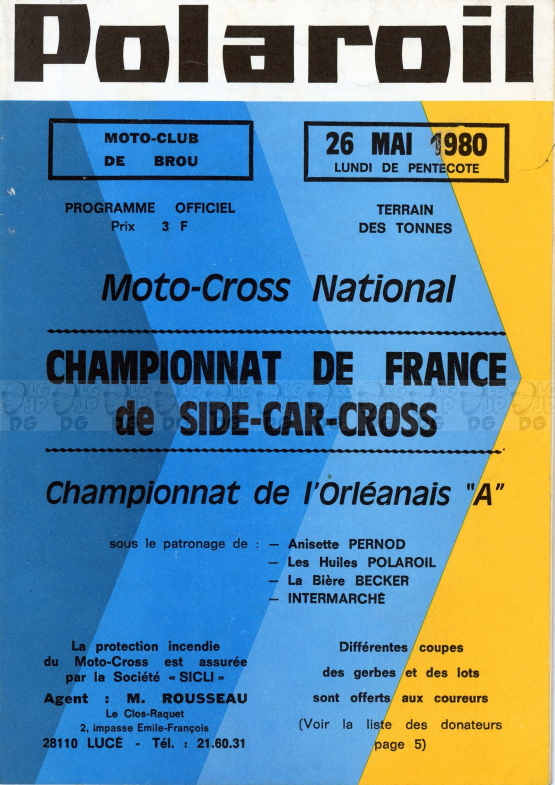 Polaroil
MOTO-CLUB
DE BROU
26 MAI 1980
LUNDI DE PENTECOTE
PROGRAMME OFFICIEL
Prix 3 F
TERRAIN
DES TONNES
Moto-Cross National
CHAMPIONNAT DE FRANCE
de SIDE-CAR-CROSS
Championnat de l'Orléanais "A"
sous le patronage de : — Anisette PERNOD
— Les Huiles POLAROIL
— La Bière BECKER
— INTERMARCHÉ
La protection incendie
du Moto-Cross est assurée
par la Société « SICLI »
Agent : M. ROUSSEAU
Le Clos-Raquet
2, impasse Emile-François
28110 LUCÉ - Tél. : 21.60.31
Différentes coupes
des gerbes et des lots
sont offerts aux coureurs
(Voir la liste des donateurs
page 5)